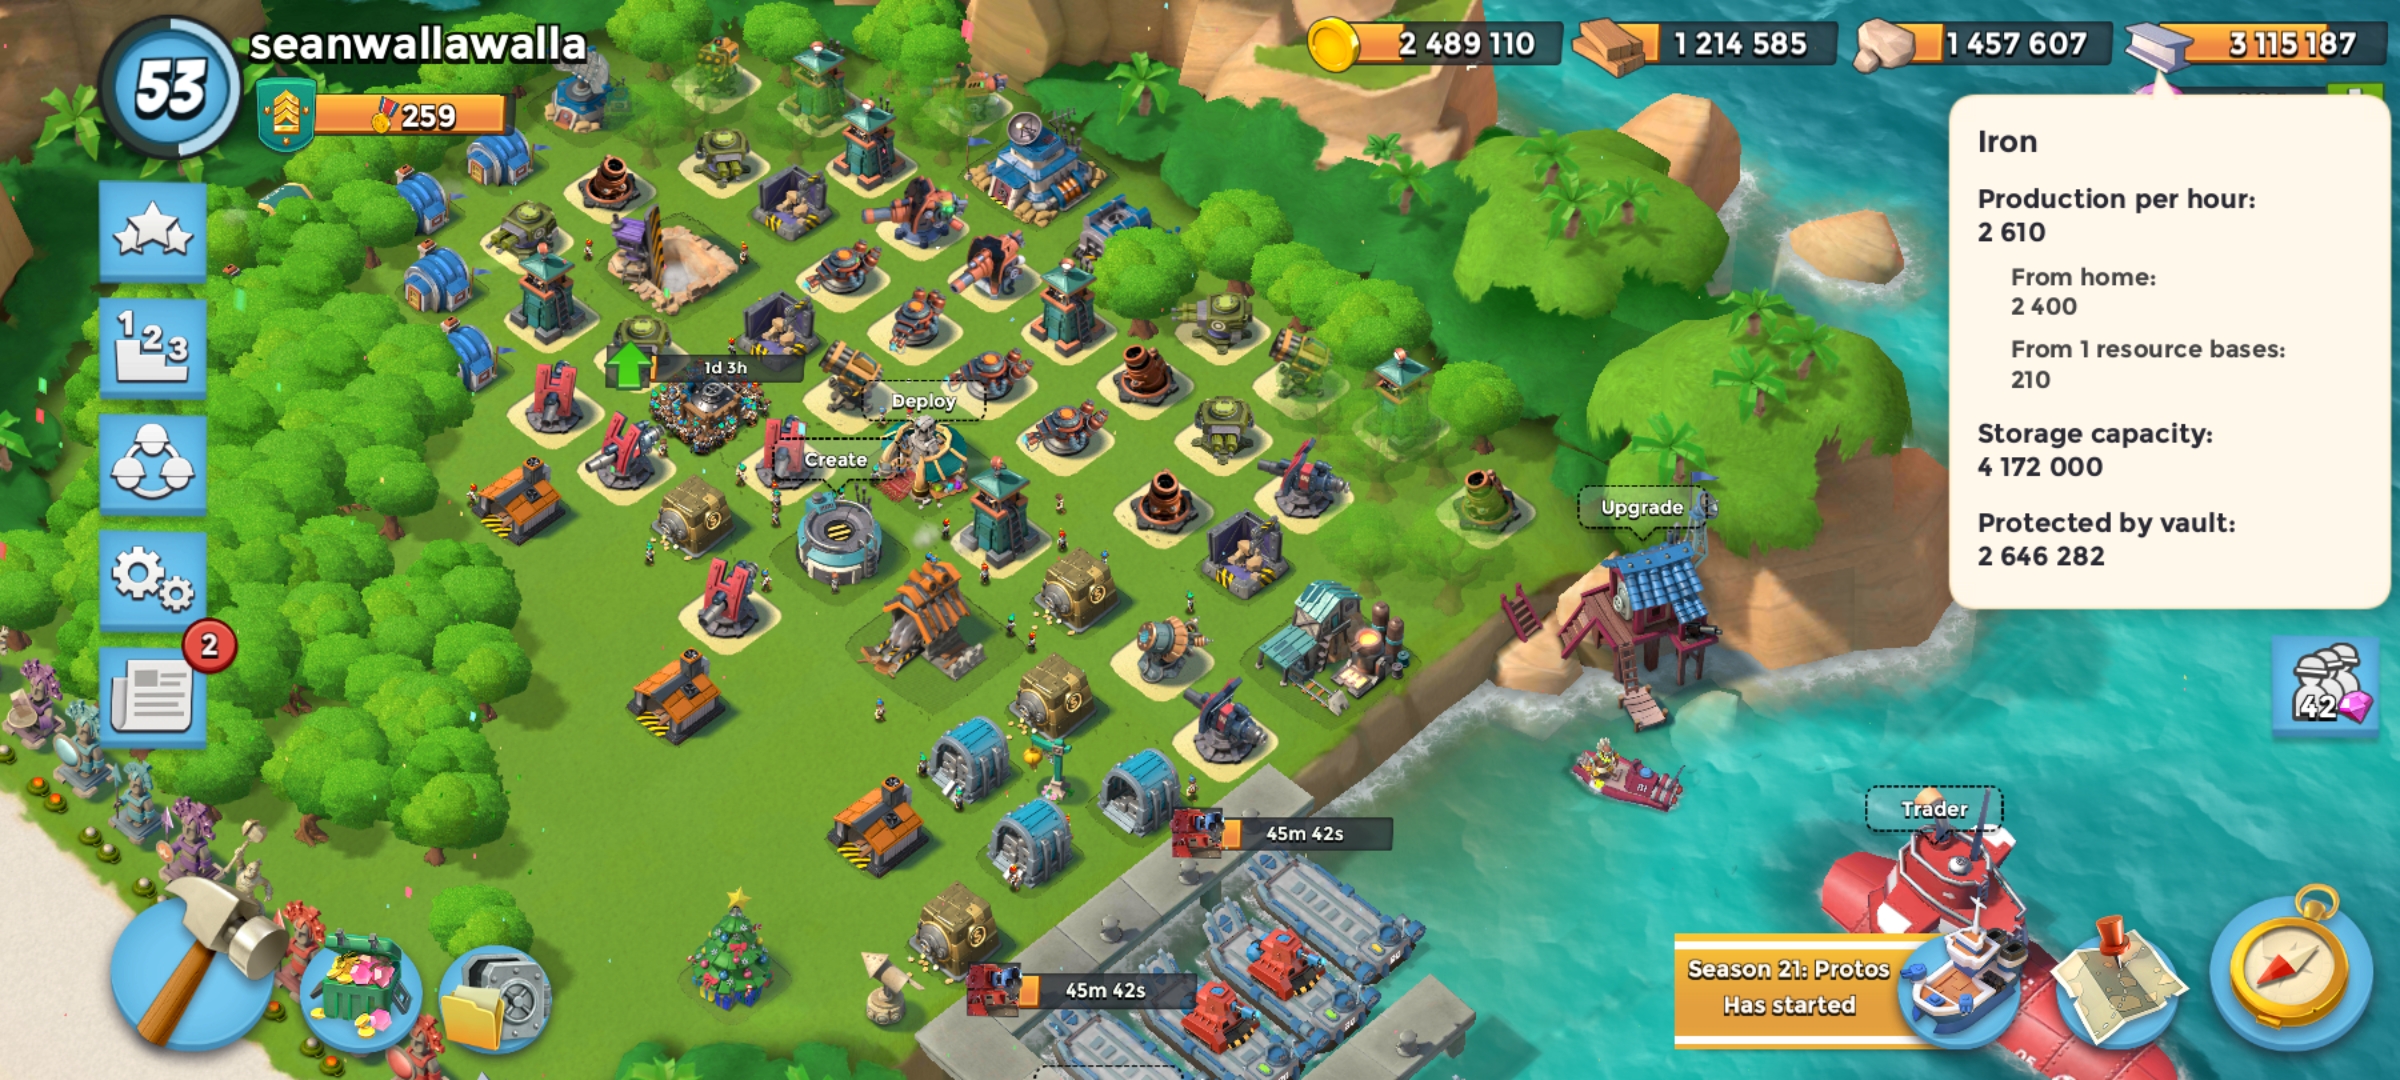 53
seanwallawalla
259
2 489 110
1 214 585
1 457 607
3 115 187
Iron
Production per hour:
2 610
From home:
2 400
From 1 resource bases:
210
Storage capacity:
4 172 000
Protected by vault:
2 646 282
1 2 3
1d 3h
Deploy
Create
Upgrade
2
42
Trader
45m 42s
45m 42s
Season 21: Protos
Has started